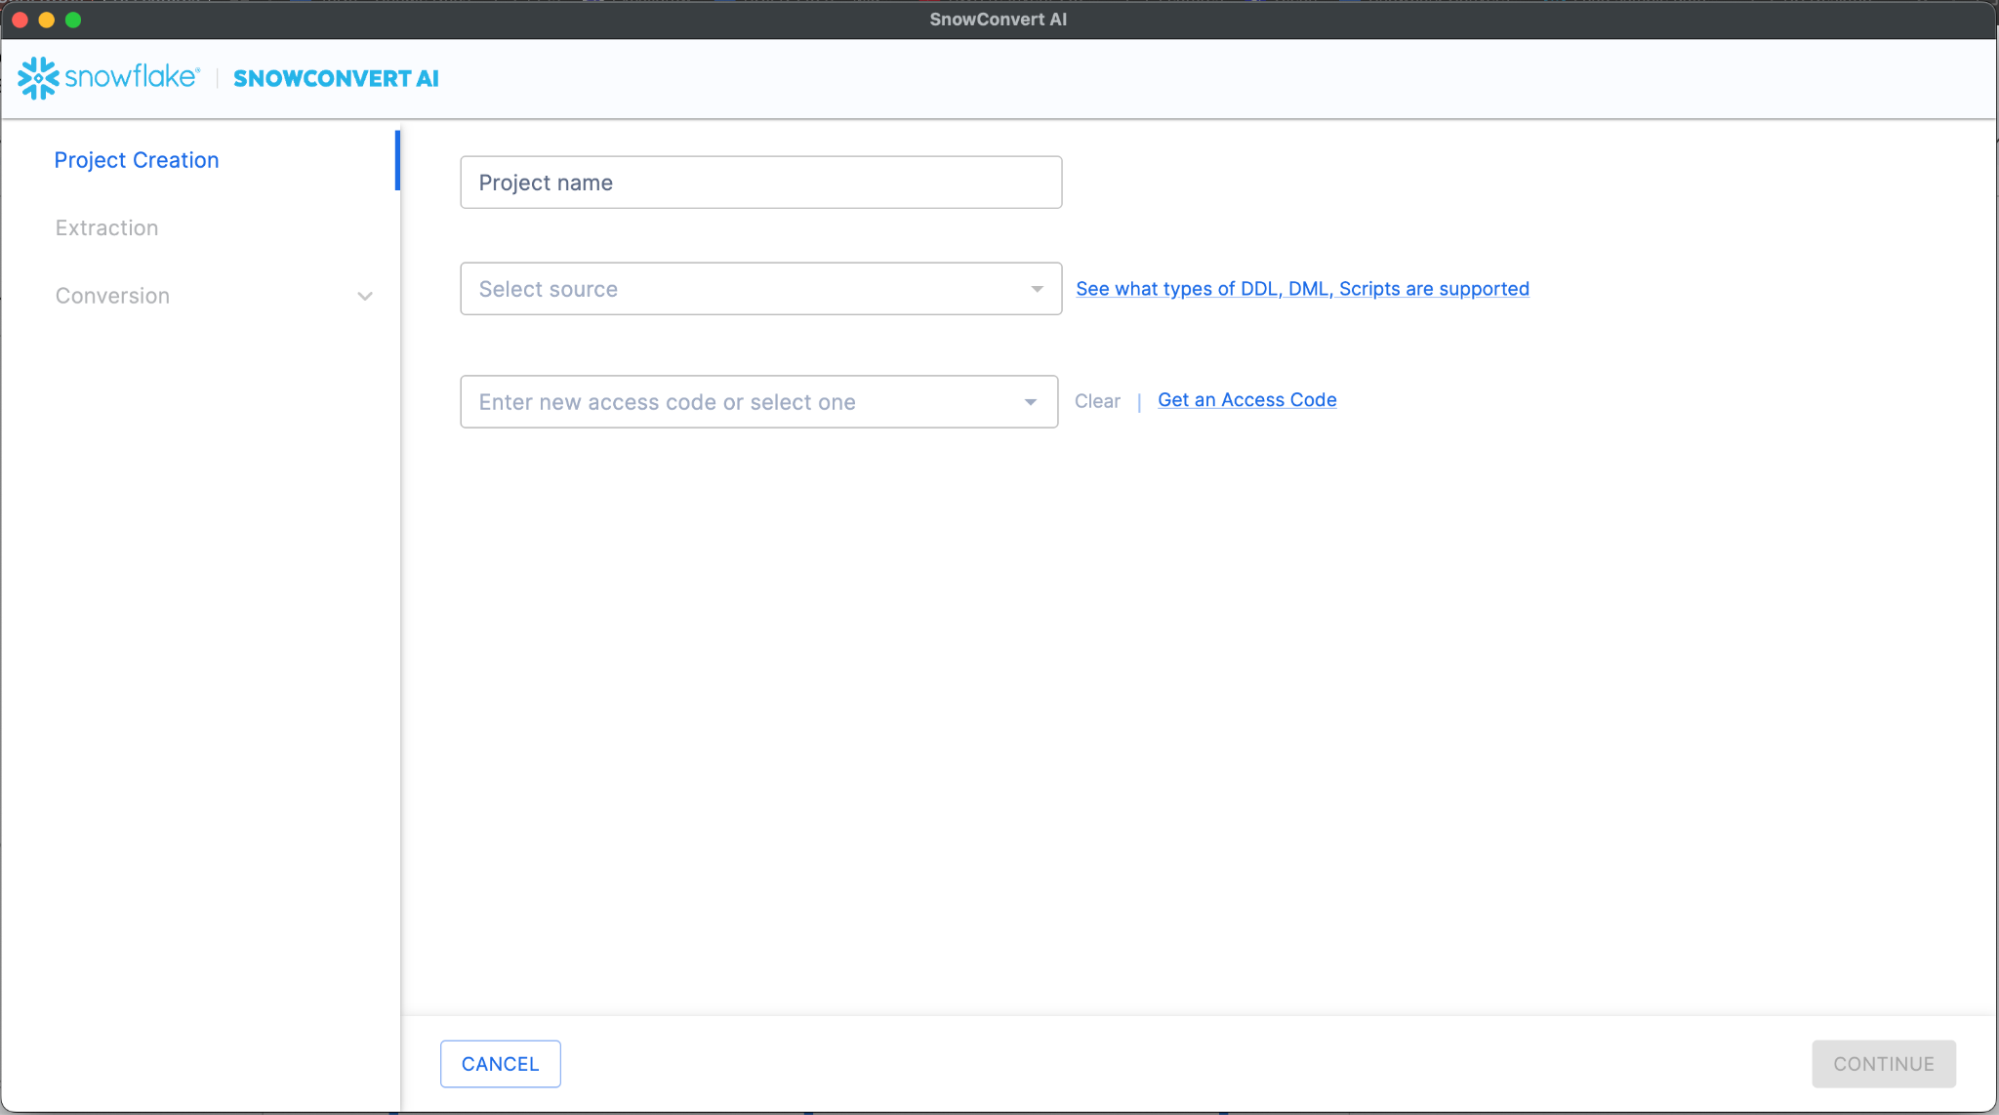 SnowConvert AI
snowflake® | SNOWCONVERT AI
Project Creation
Extraction
Conversion
Project name
Select source
See what types of DDL, DML, Scripts are supported
Enter new access code or select one
Clear | Get an Access Code
CANCEL
CONTINUE